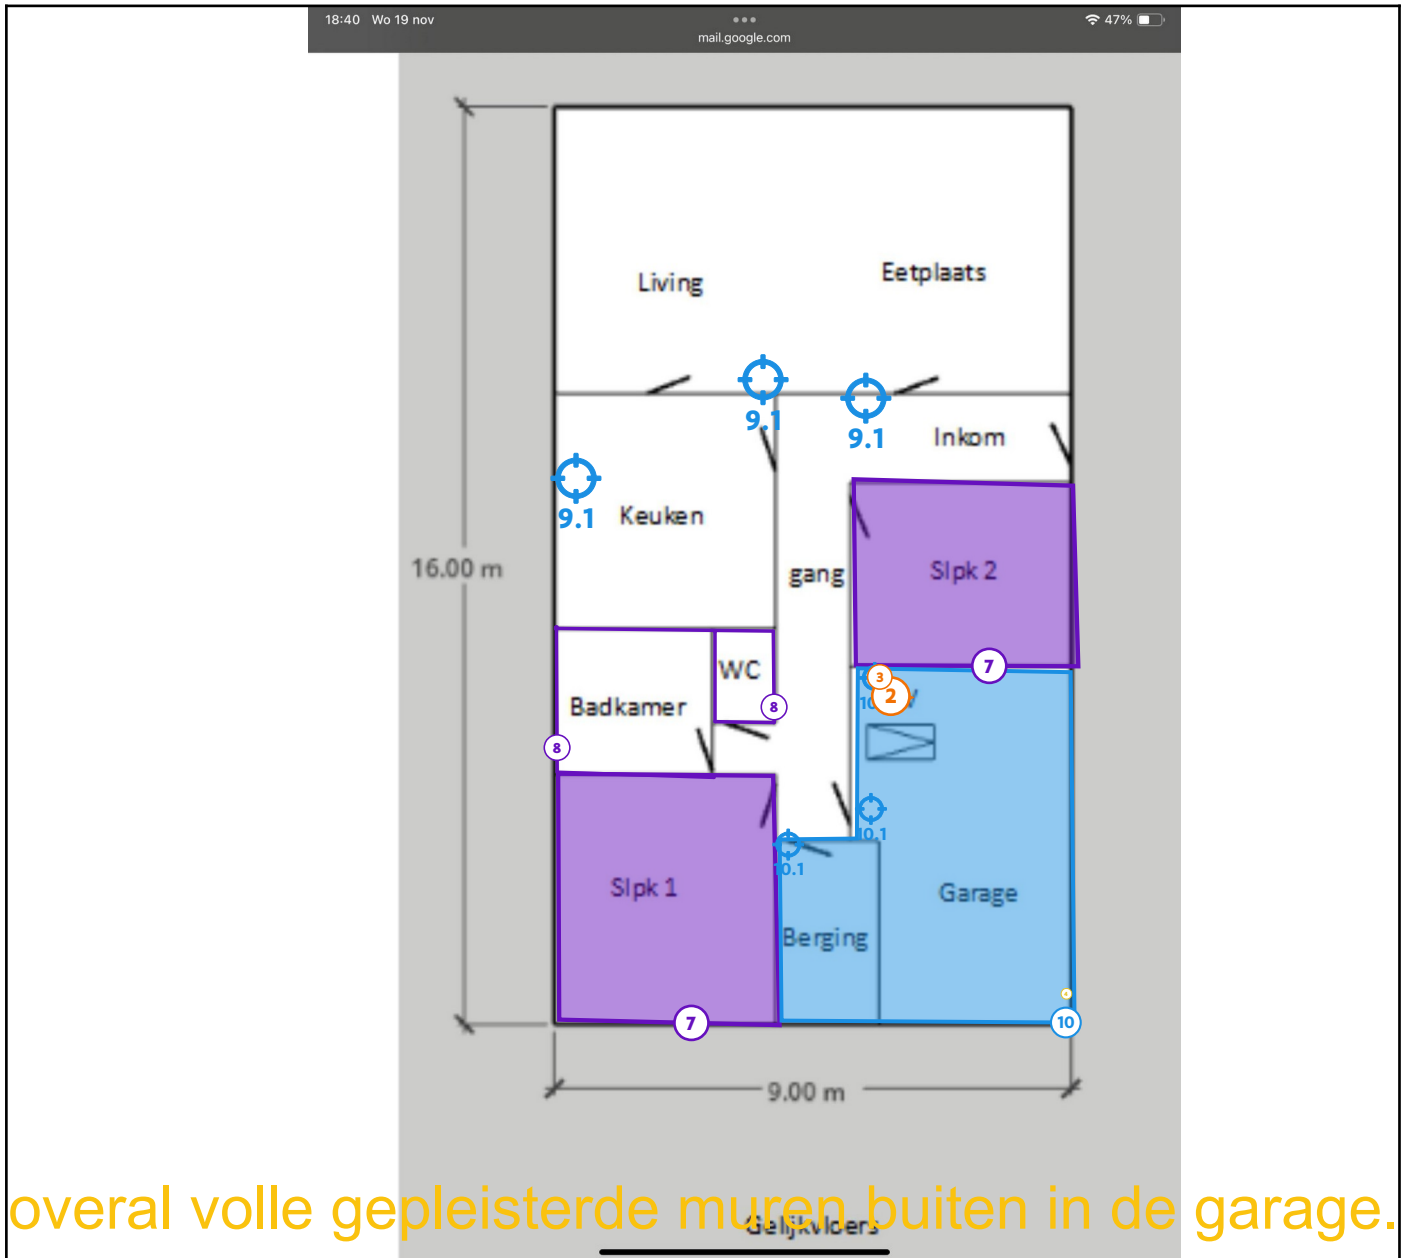 18:40 Wo 19 nov
47%
mail.google.com
Living
Eetplaats
9.1
9.1
Inkom
9.1
Keuken
16.00 m
gang
Slpk 2
WC
7
3
2
10
Badkamer
8
8
10.1
10.1
Slpk 1
Garage
Berging
7
10
9.00 m
overal volle gepleisterde muren buiten in de garage.
Gelijkvloers